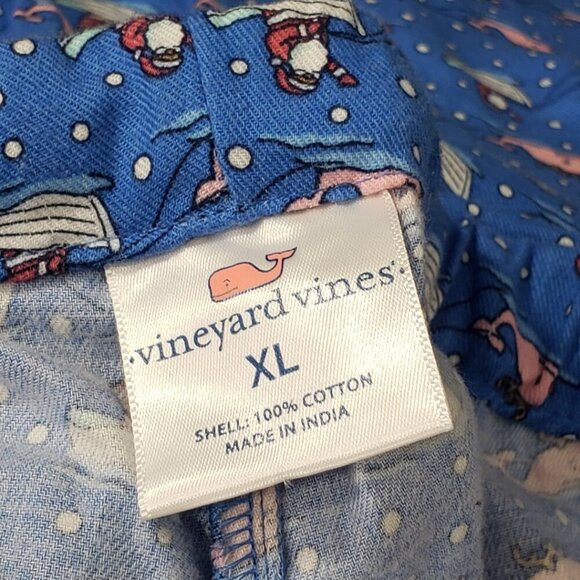 vineyard vines
XL
SHELL: 100% COTTON
MADE IN INDIA